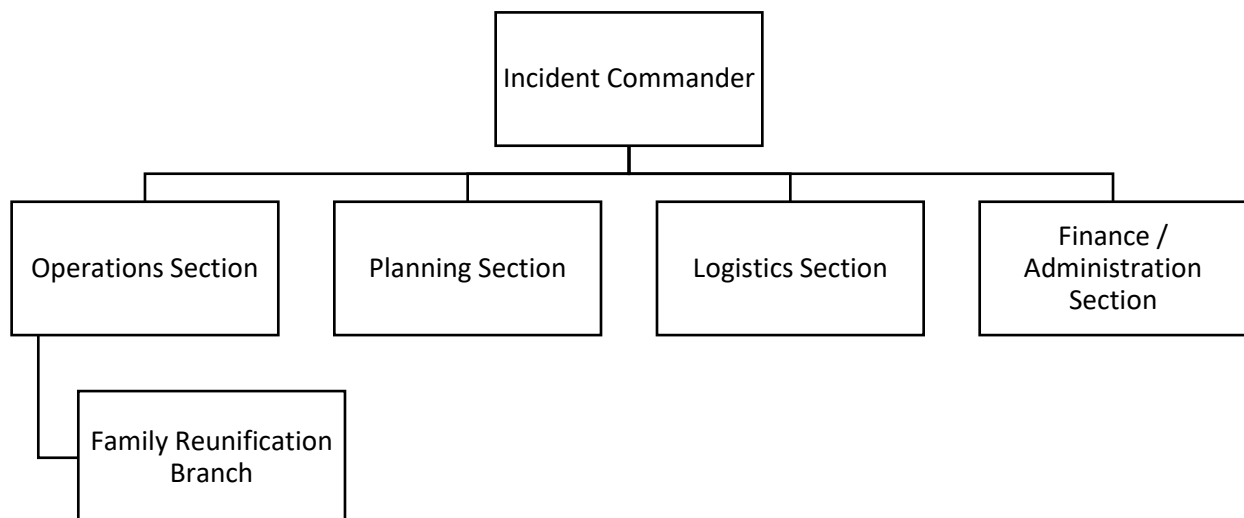 Incident Commander
Operations Section
Planning Section
Logistics Section
Finance /
Administration
Section
Family Reunification
Branch